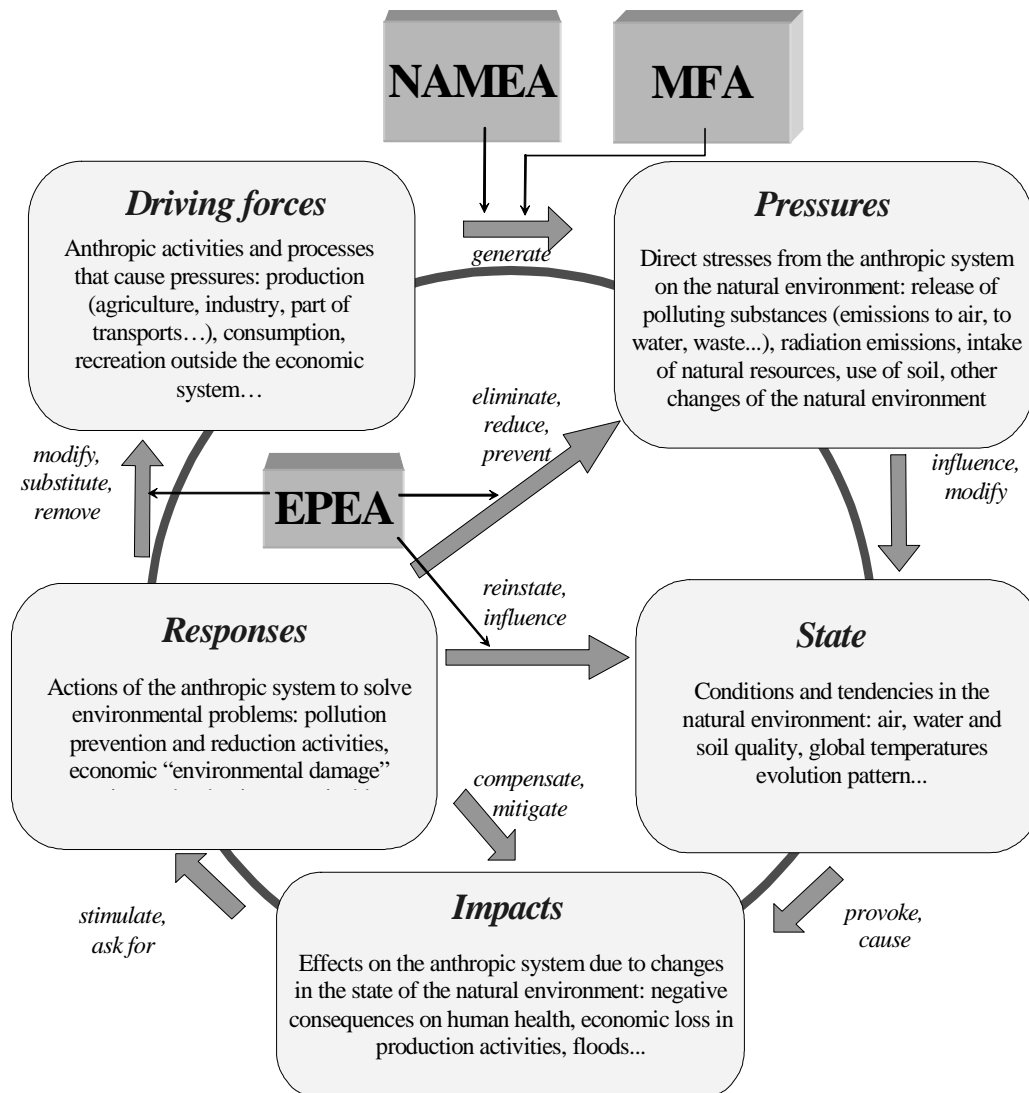 NAMEA
MFA
Driving forces
Anthropic activities and processes
that cause pressures: production
(agriculture, industry, part of
transports…), consumption,
recreation outside the economic
system…
generate
Pressures
Direct stresses from the anthropic system
on the natural environment: release of
polluting substances (emissions to air, to
water, waste...), radiation emissions, intake
of natural resources, use of soil, other
changes of the natural environment
modify,
substitute,
remove
EPEA
eliminate,
reduce,
prevent
influence,
modify
Responses
Actions of the anthropic system to solve
environmental problems: pollution
prevention and reduction activities,
economic “environmental damage”
reinstate,
influence
State
Conditions and tendencies in the
natural environment: air, water and
soil quality, global temperatures
evolution pattern...
compensate,
mitigate
stimulate,
ask for
Impacts
Effects on the anthropic system due to changes
in the state of the natural environment: negative
consequences on human health, economic loss in
production activities, floods...
provoke,
cause